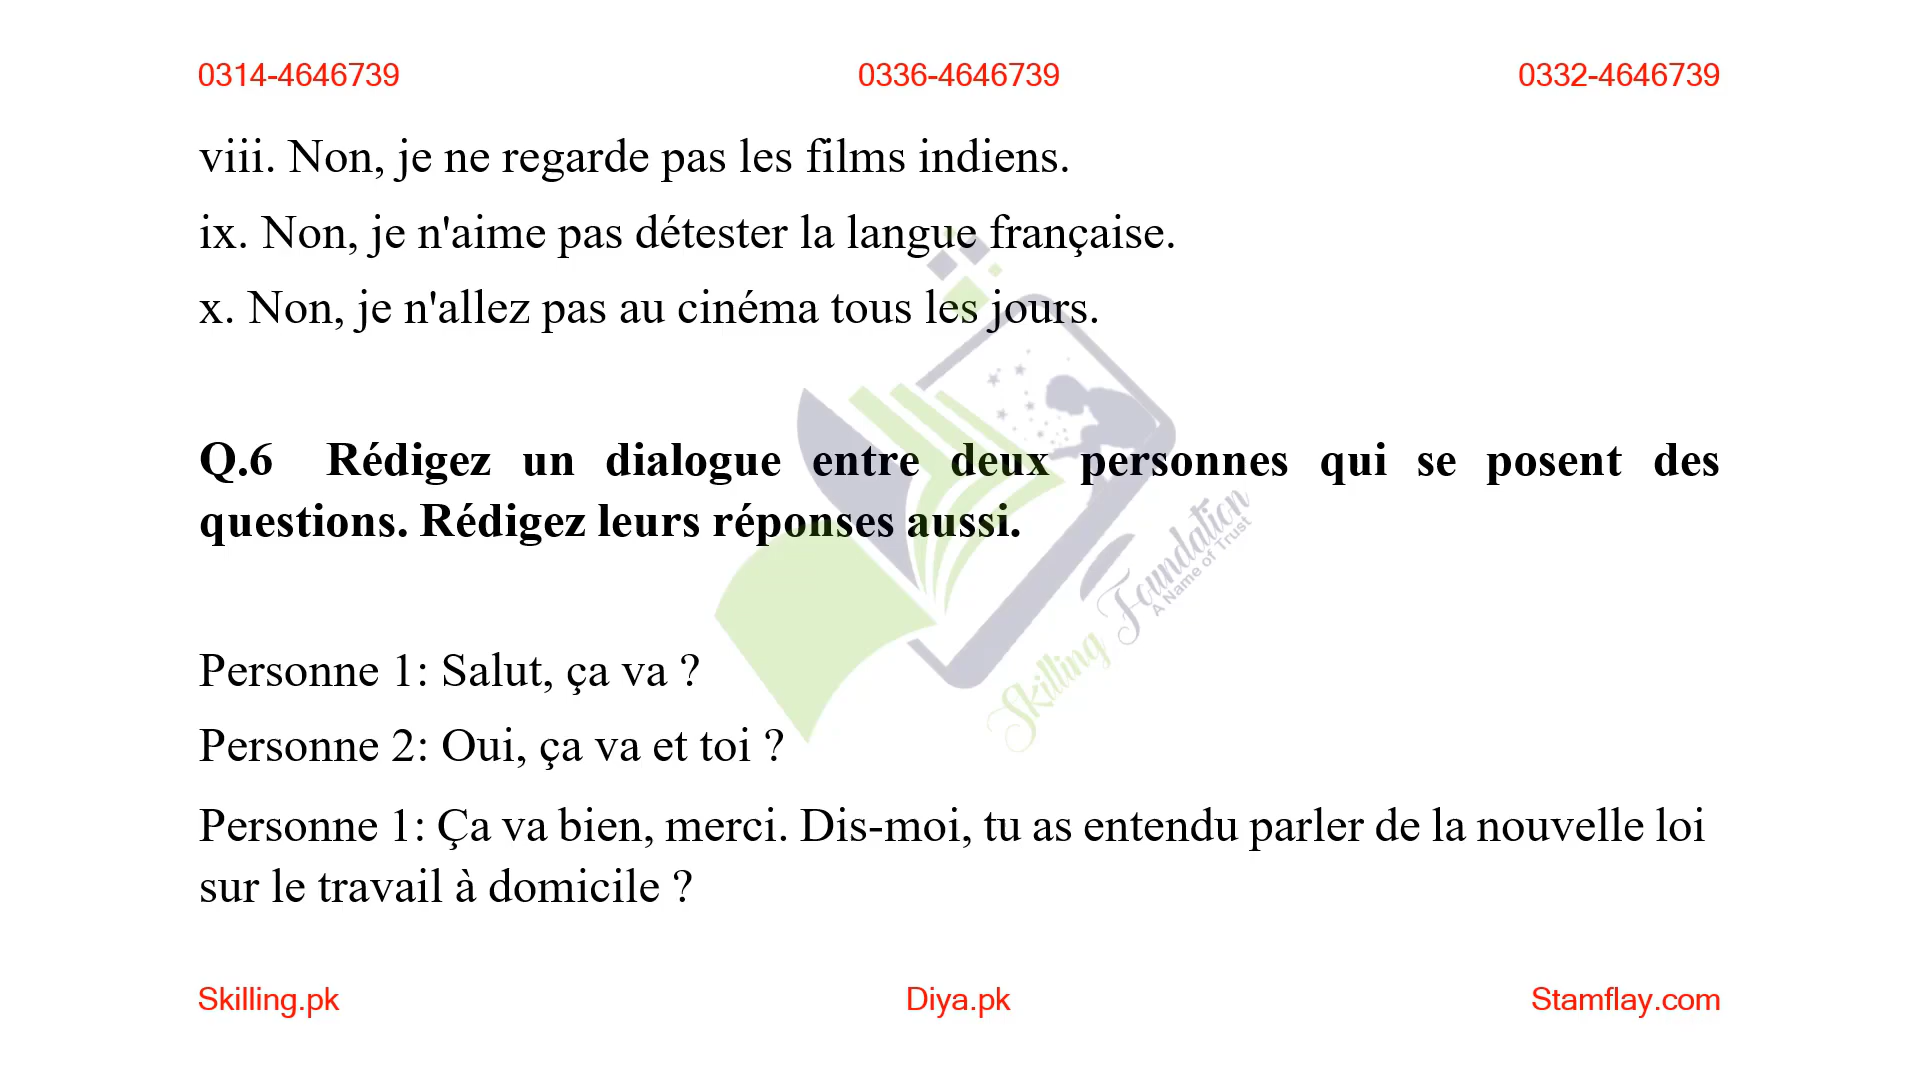 0314-4646739 0336-4646739 0332-4646739
viii. Non, je ne regarde pas les films indiens.
ix. Non, je n'aime pas détester la langue française.
x. Non, je n'allez pas au cinéma tous les jours.
Q.6 Rédigez un dialogue entre deux personnes qui se posent des
questions. Rédigez leurs réponses aussi.
Skilling Foundation
A Name of Trust
Personne 1: Salut, ça va ?
Personne 2: Oui, ça va et toi ?
Personne 1: Ça va bien, merci. Dis-moi, tu as entendu parler de la nouvelle loi
sur le travail à domicile ?
Skilling.pk Diya.pk Stamflay.com